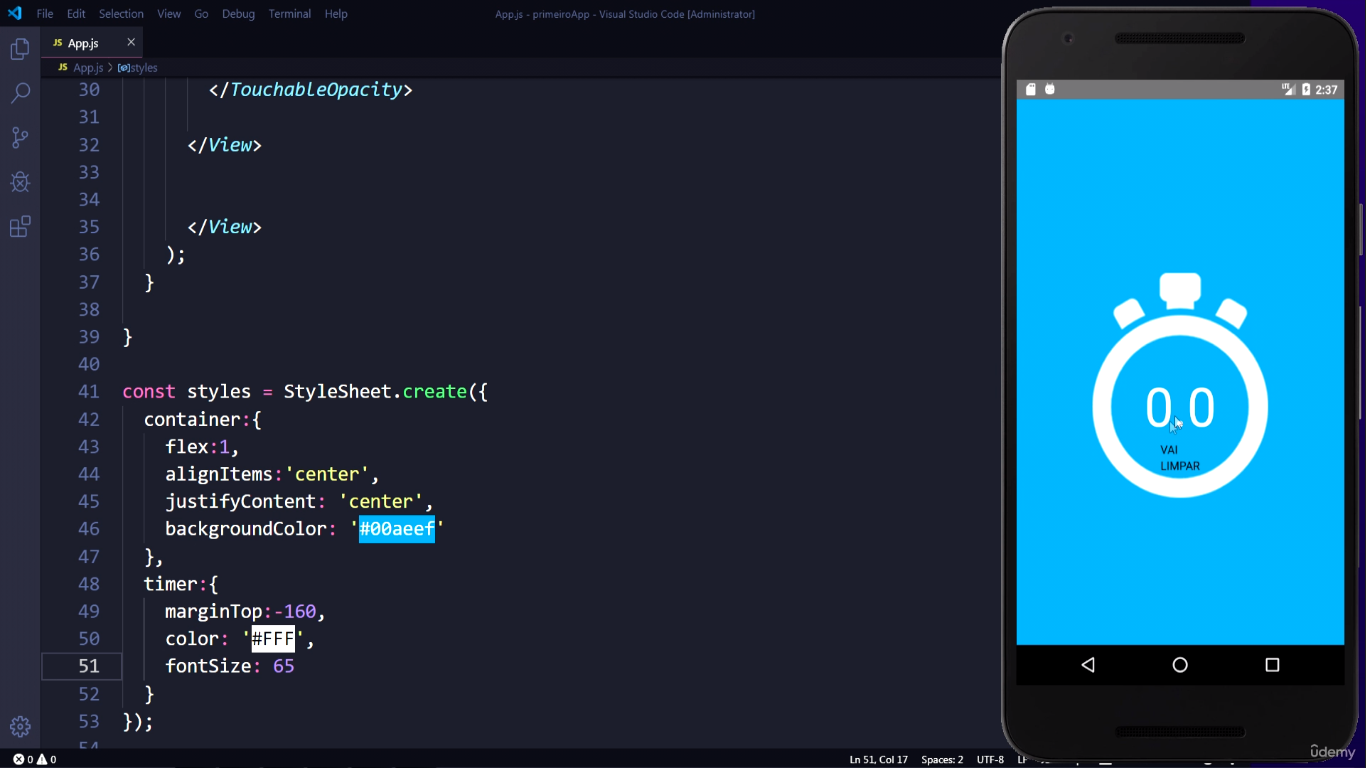 File Edit Selection View Go Debug Terminal Help
App.js - primeiroApp - Visual Studio Code [Administrator]
JS App.js
JS App.js > styles
30 </TouchableOpacity>
31
32 </View>
33
34
35 </View>
36 );
37 }
38
39 }
40
41 const styles = StyleSheet.create({
42 container:{
43 flex:1,
44 alignItems:'center',
45 justifyContent: 'center',
46 backgroundColor: '#00aeef'
47 },
48 timer:{
49 marginTop:-160,
50 color: '#FFF',
51 fontSize: 65
52 }
53 });
54
0 0
Ln 51, Col 17 Spaces: 2 UTF-8
LTE 2:37
0.0
VAI
LIMPAR
ûdemy